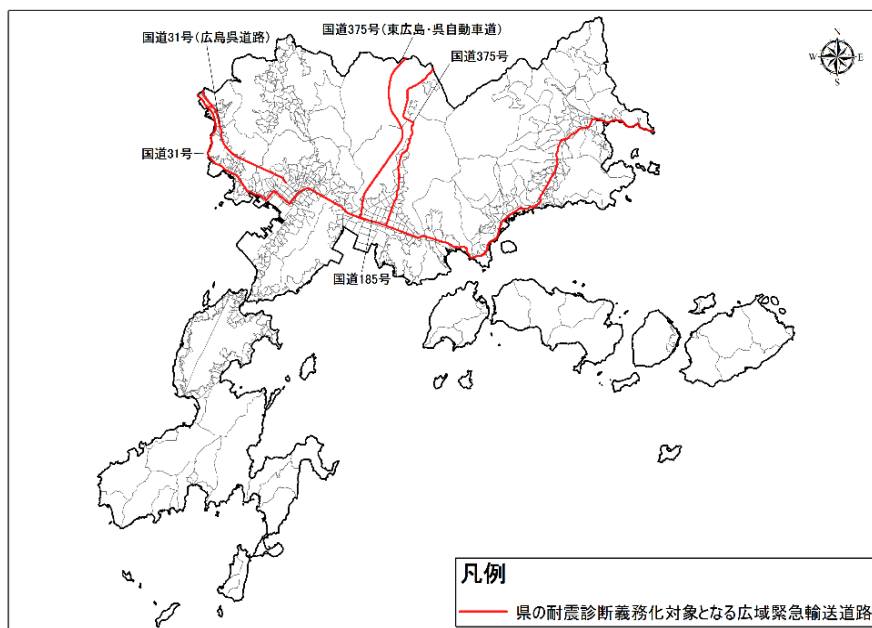 国道375号(東広島・呉自動車道)
国道31号(広島呉道路)
国道375号
N
W
E
S
国道31号
国道185号
凡例
県の耐震診断義務化対象となる広域緊急輸送道路